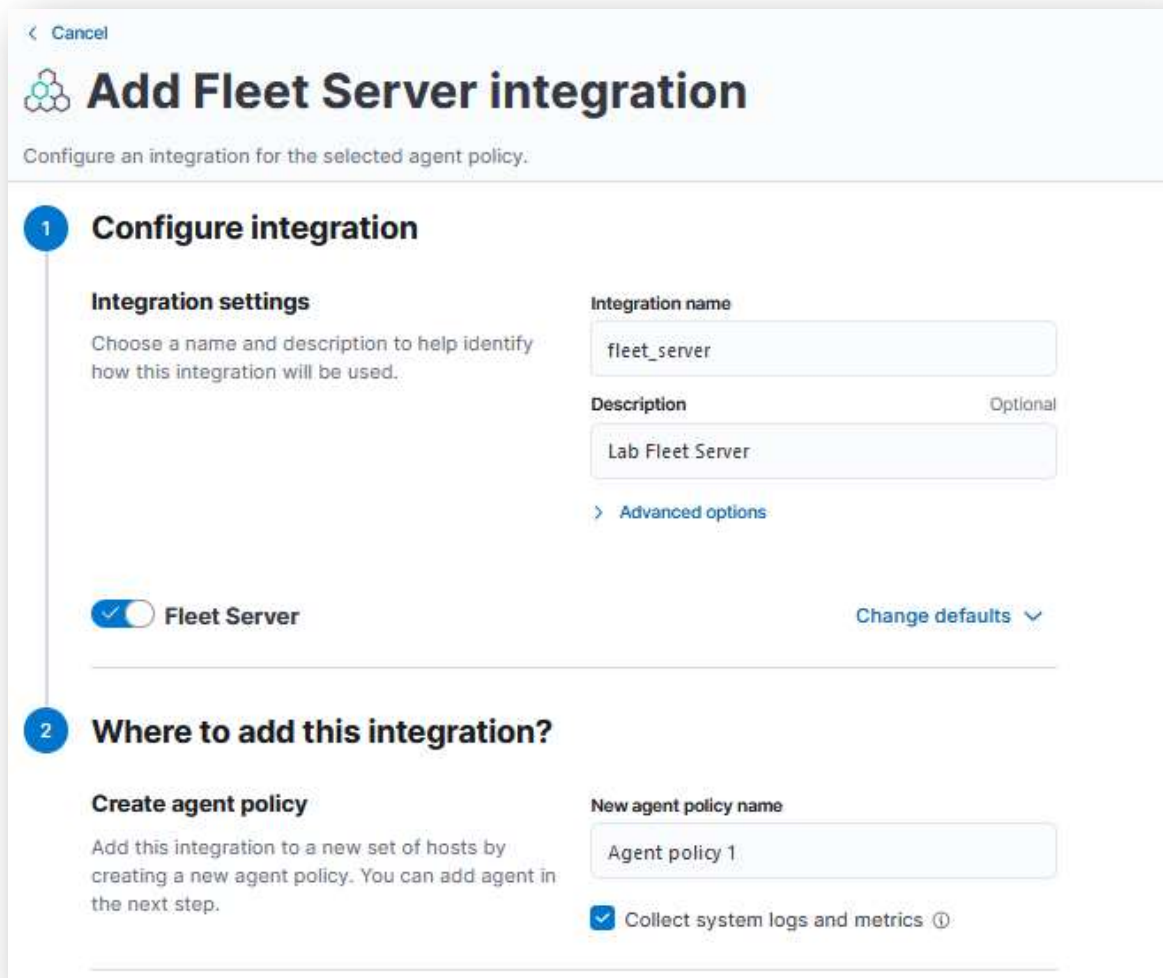 Cancel
Add Fleet Server integration
Configure an integration for the selected agent policy.
1
Configure integration
Integration settings
Choose a name and description to help identify
how this integration will be used.
Integration name
fleet_server
Description
Optional
Lab Fleet Server
Advanced options
Fleet Server
Change defaults
2
Where to add this integration?
Create agent policy
Add this integration to a new set of hosts by
creating a new agent policy. You can add agent in
the next step.
New agent policy name
Agent policy 1
Collect system logs and metrics